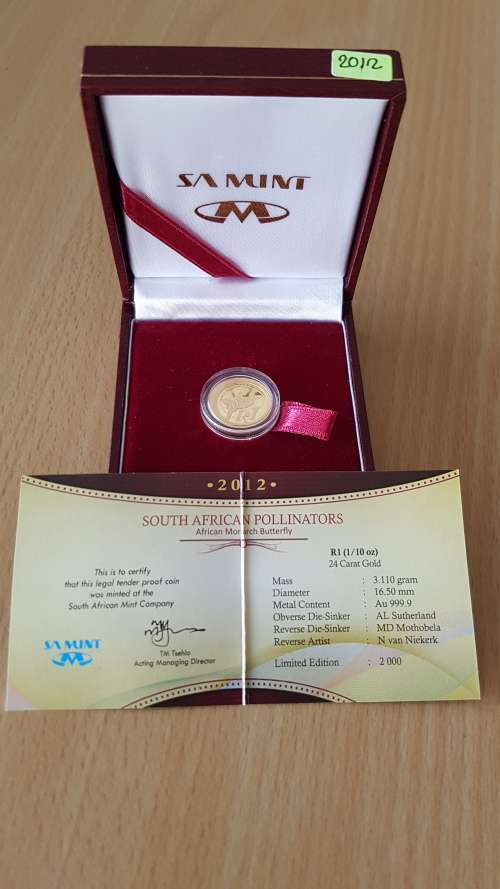 2012
SA MINT
• 2012 •
SOUTH AFRICAN POLLINATORS
African Monarch Butterfly
This is to certify
that this legal tender proof coin
was minted at the
South African Mint Company
SA MINT
TM Tsehlo
Acting Managing Director
R1 (1/10 oz)
24 Carat Gold
Mass : 3.110 gram
Diameter : 16.50 mm
Metal Content : Au 999.9
Obverse Die-Sinker : AL Sutherland
Reverse Die-Sinker : MD Mothobela
Reverse Artist : N van Niekerk
Limited Edition : 2 000